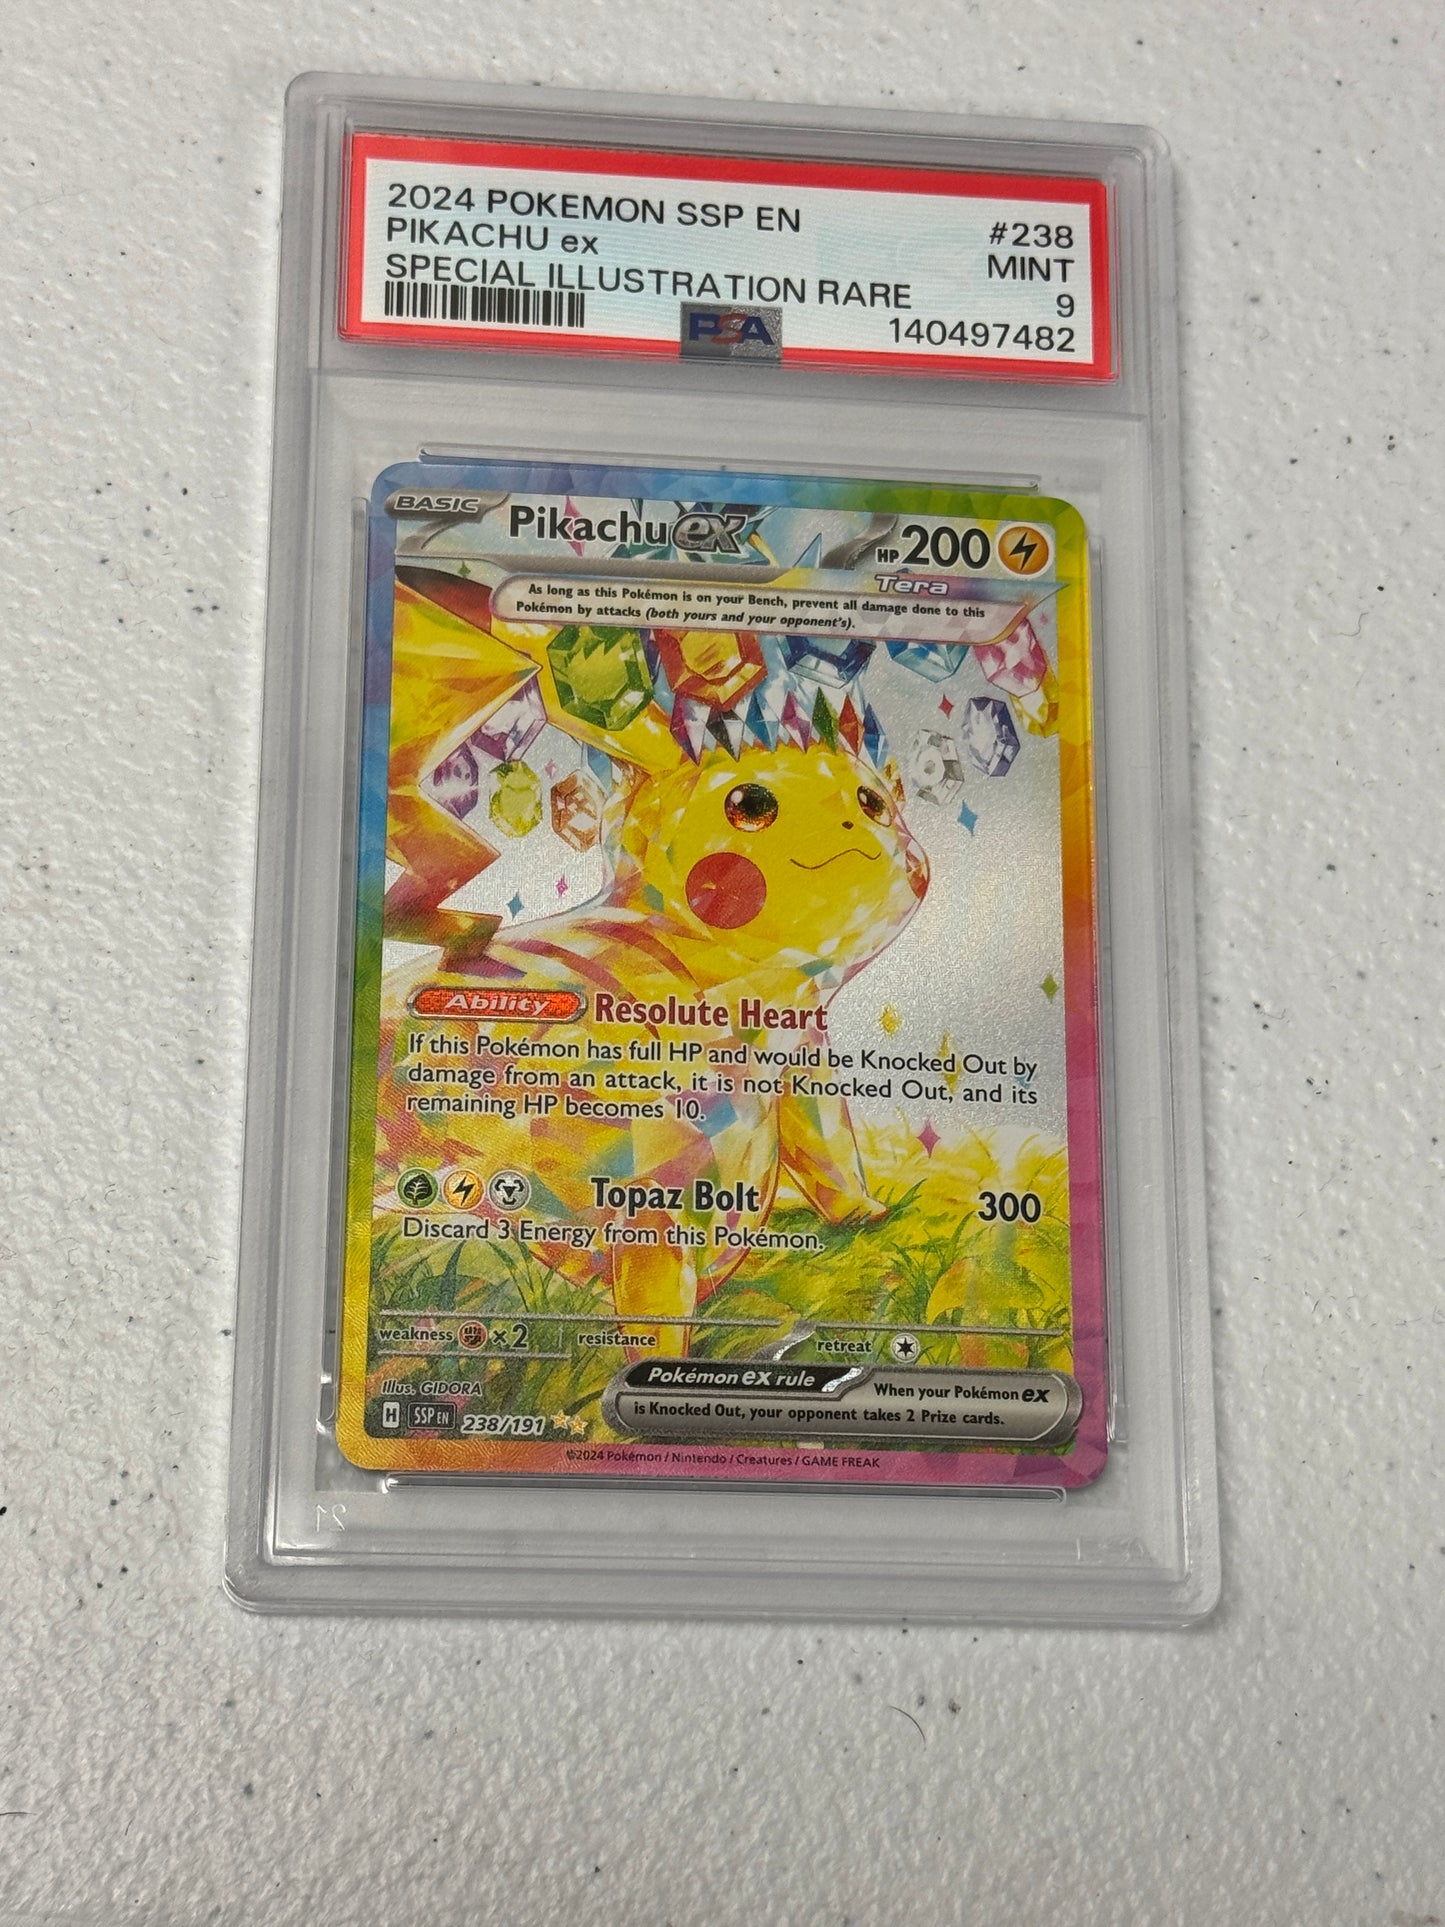 2024 POKEMON SSP EN #238
PIKACHU ex MINT
SPECIAL ILLUSTRATION RARE 9
PSA 140497482
BASIC Pikachu ex HP 200
Tera
As long as this Pokémon is on your Bench, prevent all damage done to this
Pokémon by attacks (both yours and your opponent's).
Ability Resolute Heart
If this Pokémon has full HP and would be Knocked Out by
damage from an attack, it is not Knocked Out, and its
remaining HP becomes 10.
Topaz Bolt 300
Discard 3 Energy from this Pokémon.
weakness ×2 resistance retreat
Pokémon ex rule When your Pokémon ex
is Knocked Out, your opponent takes 2 Prize cards.
Illus. GIDORA
H SSP EN 238/191
©2024 Pokémon / Nintendo / Creatures / GAME FREAK